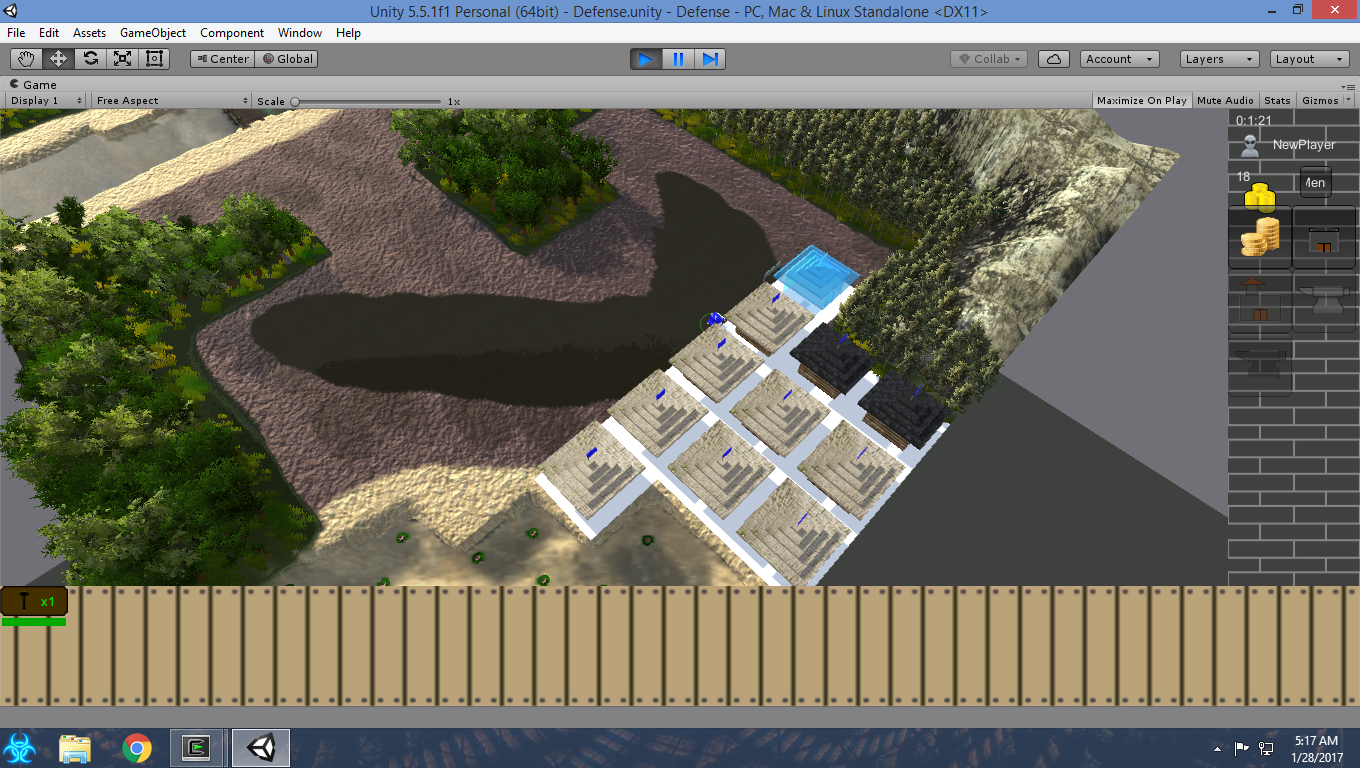 Unity 5.5.1f1 Personal (64bit) - Defense.unity - Defense - PC, Mac & Linux Standalone <DX11>
File Edit Assets GameObject Component Window Help
Center Global Collab Account Layers Layout
Game
Display 1 Free Aspect Scale 1x Maximize On Play Mute Audio Stats Gizmos
0:1:21
NewPlayer
18
Men
x1
5:17 AM
1/28/2017